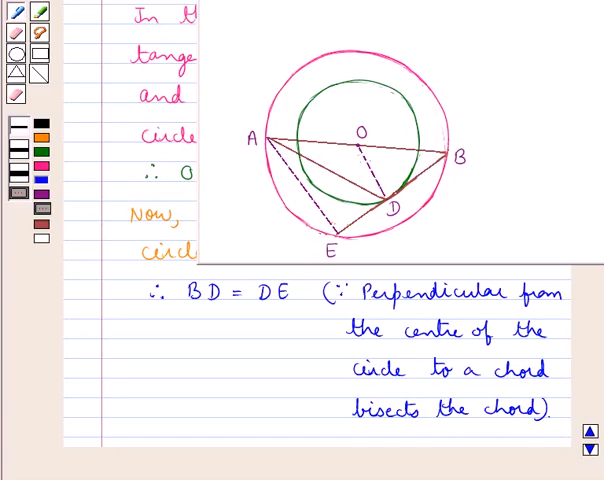 In th
tange
and
circle
∴ O
Now,
circl
A
O
B
D
E
∴ BD = DE (∵ Perpendicular from
the centre of the
circle to a chord
bisects the chord).